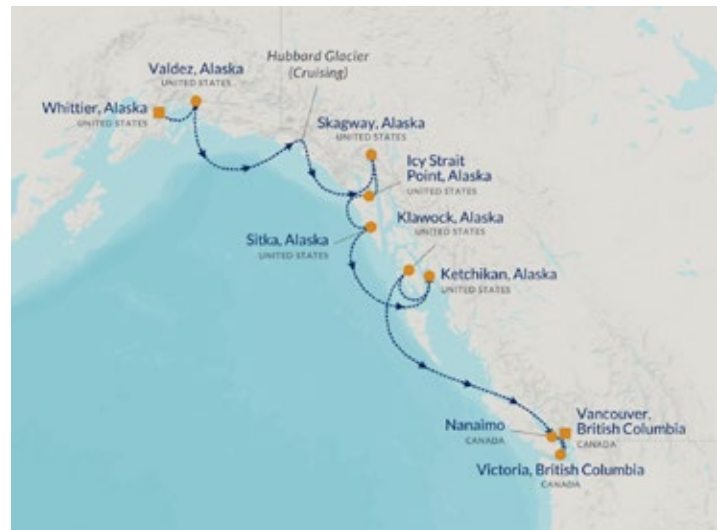 Hubbard Glacier
(Cruising)
Valdez, Alaska
UNITED STATES
Whittier, Alaska
UNITED STATES
Skagway, Alaska
UNITED STATES
Icy Strait
Point, Alaska
UNITED STATES
Klawock, Alaska
UNITED STATES
Sitka, Alaska
UNITED STATES
Ketchikan, Alaska
UNITED STATES
Nanaimo
CANADA
Vancouver,
British Columbia
CANADA
Victoria, British Columbia
CANADA